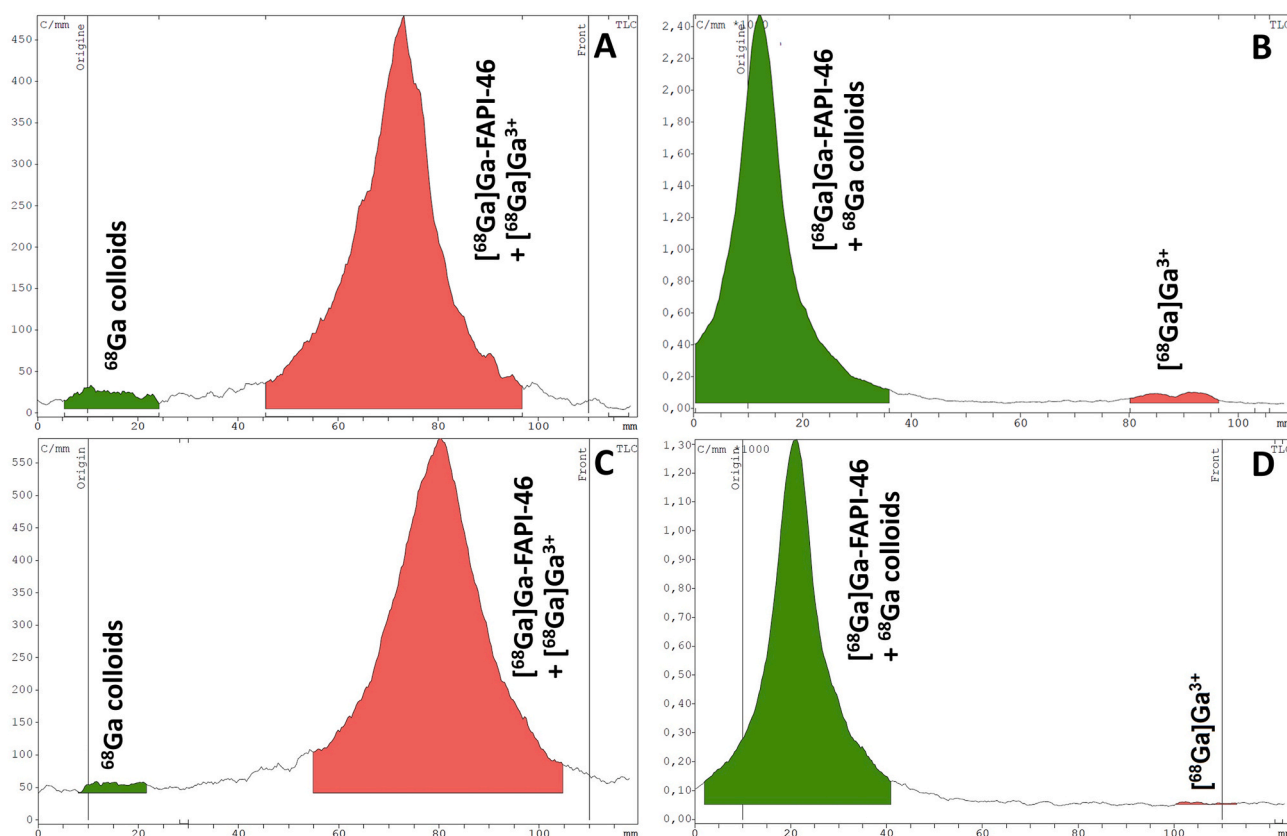 C/mm
Origine
Front
TLC
A
450
400
350
300
250
200
150
100
50
0
⁶⁸Ga colloids
[⁶⁸Ga]Ga-FAPI-46
+ [⁶⁸Ga]Ga³⁺
0 20 40 60 80 100 mm
C/mm *1000
Origine
TLC
B
2,40
2,20
2,00
1,80
1,60
1,40
1,20
1,00
0,80
0,60
0,40
0,20
0,00
[⁶⁸Ga]Ga-FAPI-46
+ ⁶⁸Ga colloids
[⁶⁸Ga]Ga³⁺
0 20 40 60 80 100 mm
C/mm
Origin
Front
TLC
C
550
500
450
400
350
300
250
200
150
100
50
0
⁶⁸Ga colloids
[⁶⁸Ga]Ga-FAPI-46
+ [⁶⁸Ga]Ga³⁺
0 20 40 60 80 100 mm
C/mm *1000
Origin
Front
TLC
D
1,30
1,20
1,10
1,00
0,90
0,80
0,70
0,60
0,50
0,40
0,30
0,20
0,10
0,00
[⁶⁸Ga]Ga-FAPI-46
+ ⁶⁸Ga colloids
[⁶⁸Ga]Ga³⁺
0 20 40 60 80 100 mm